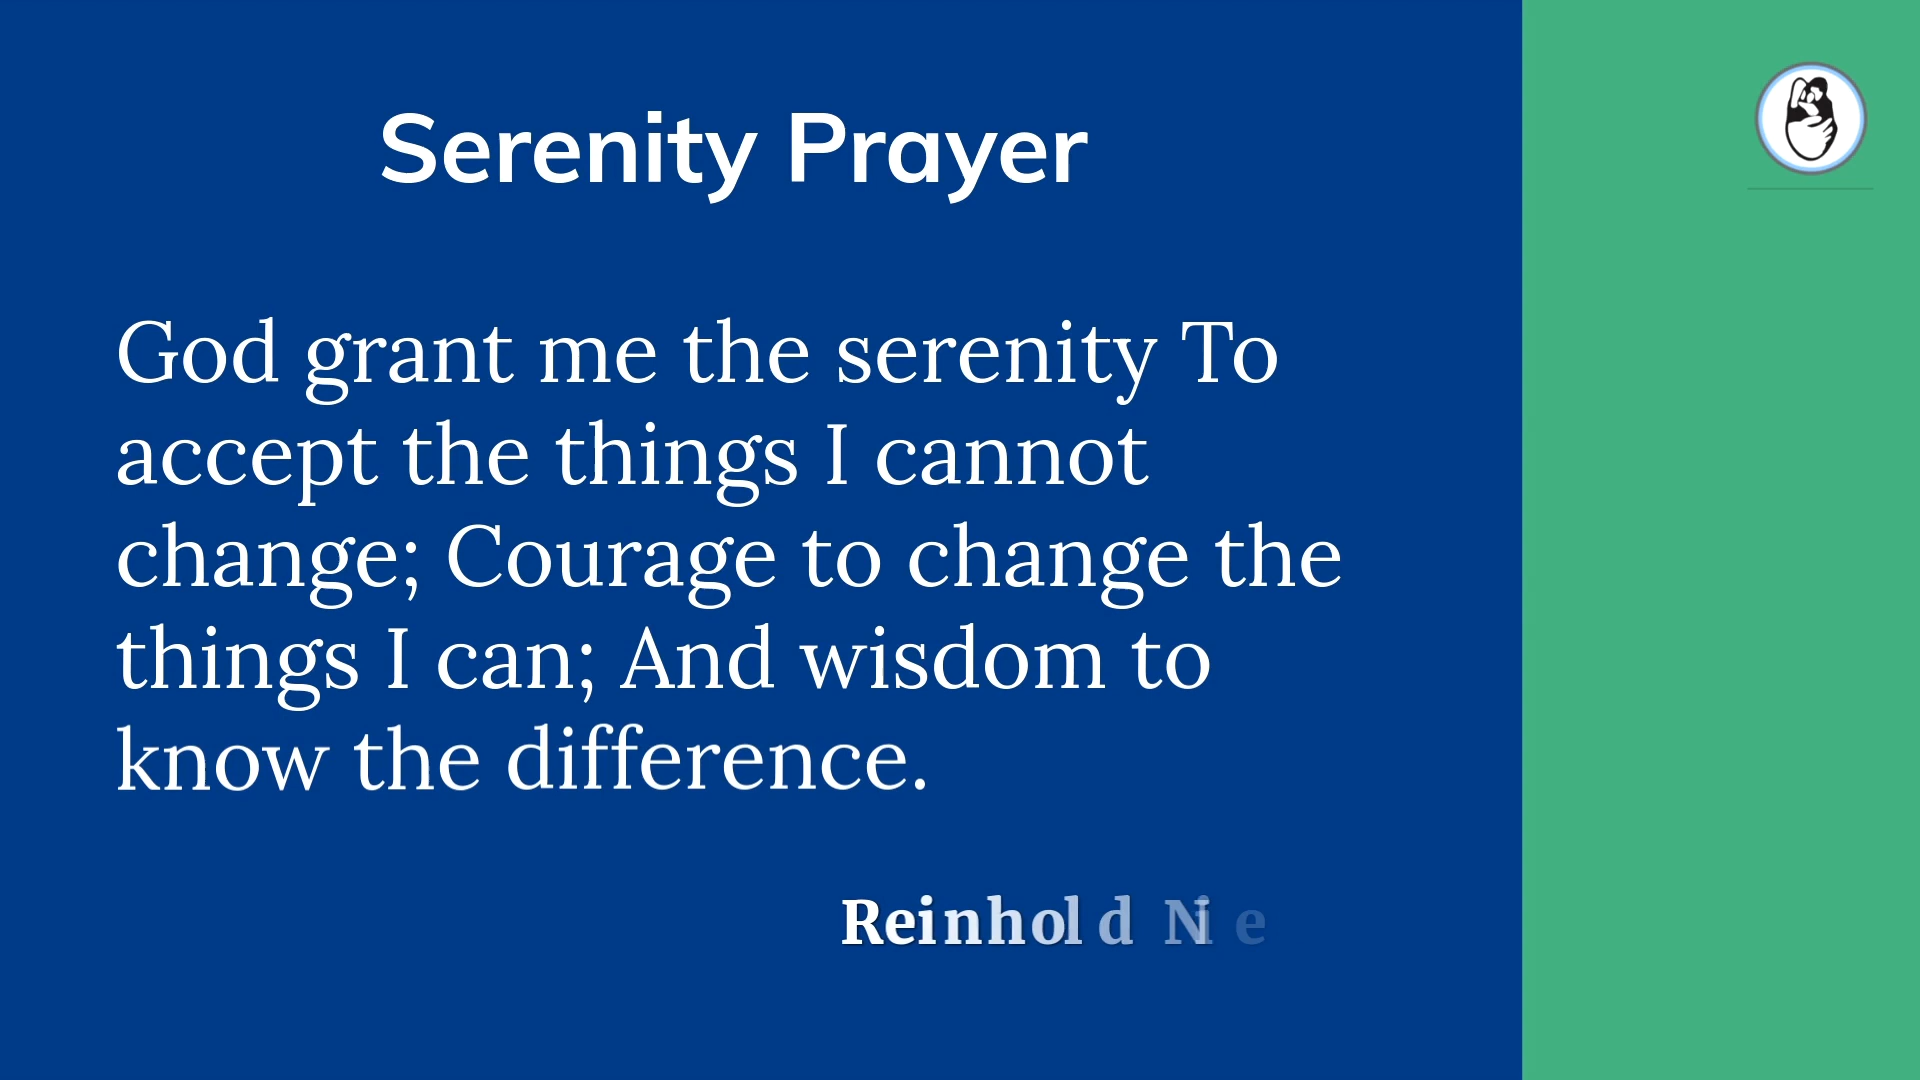 Serenity Prayer
God grant me the serenity To
accept the things I cannot
change; Courage to change the
things I can; And wisdom to
know the difference.
Reinhold Nie